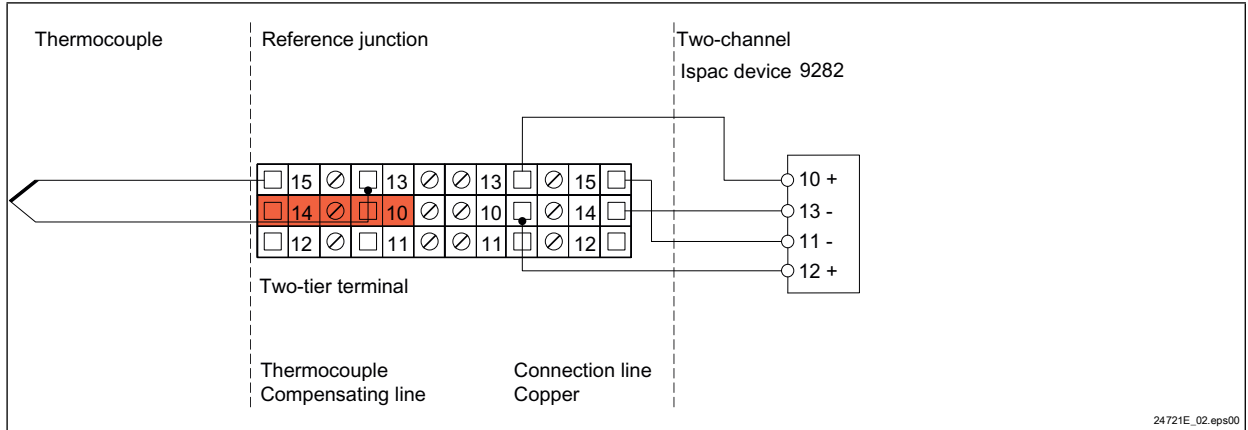 Thermocouple
Reference junction
Two-channel
Ispac device 9282
15 13 13 15
14 10 10 14
12 11 11 12
10 +
13 -
11 -
12 +
Two-tier terminal
Thermocouple
Compensating line
Connection line
Copper
24721E_02.eps00